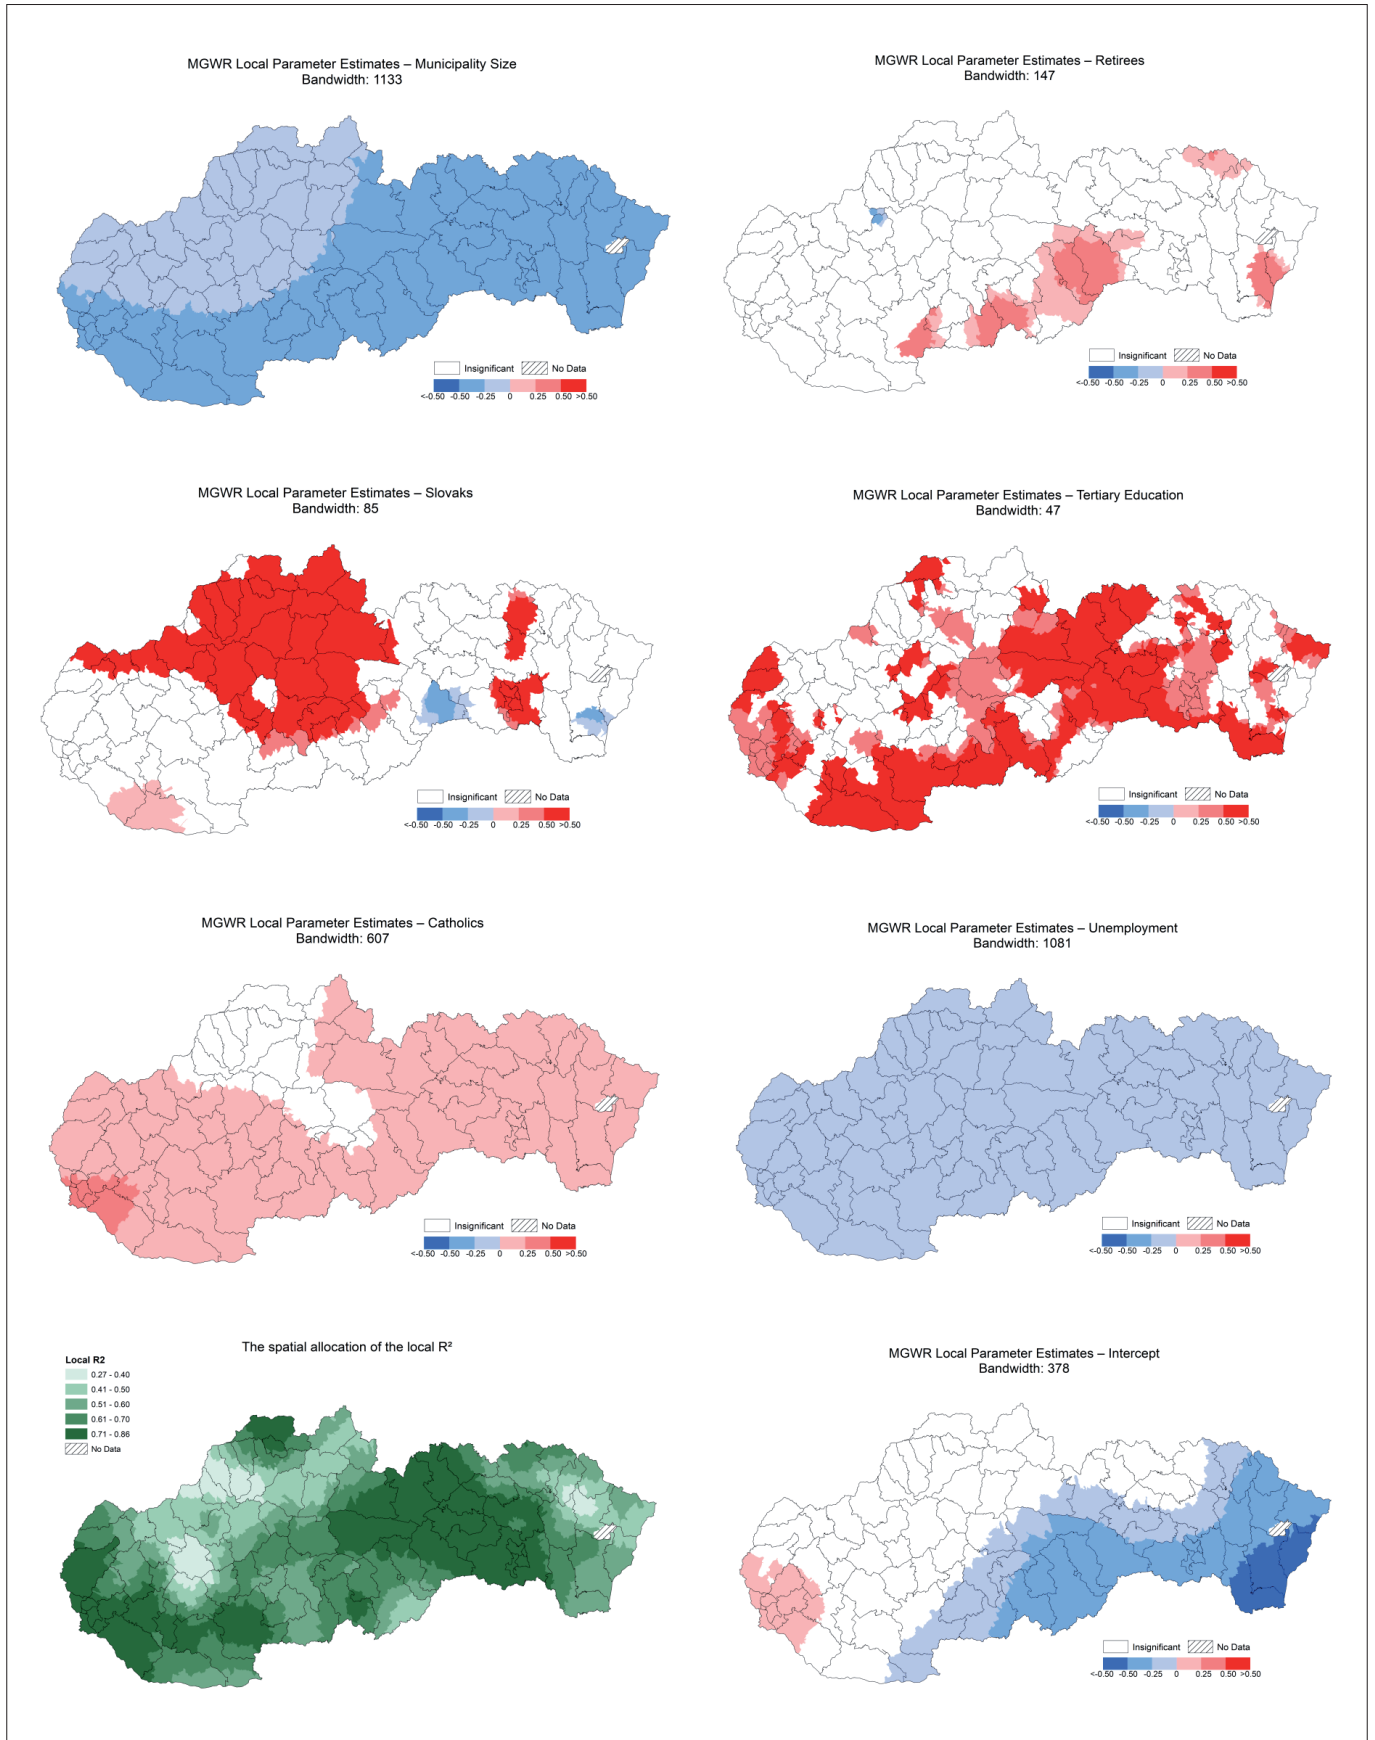 MGWR Local Parameter Estimates – Municipality Size
Bandwidth: 1133
Insignificant No Data
<-0.50 -0.50 -0.25 0 0.25 0.50 >0.50
MGWR Local Parameter Estimates – Retirees
Bandwidth: 147
Insignificant No Data
<-0.50 -0.50 -0.25 0 0.25 0.50 >0.50
MGWR Local Parameter Estimates – Slovaks
Bandwidth: 85
Insignificant No Data
<-0.50 -0.50 -0.25 0 0.25 0.50 >0.50
MGWR Local Parameter Estimates – Tertiary Education
Bandwidth: 47
Insignificant No Data
<-0.50 -0.50 -0.25 0 0.25 0.50 >0.50
MGWR Local Parameter Estimates – Catholics
Bandwidth: 607
Insignificant No Data
<-0.50 -0.50 -0.25 0 0.25 0.50 >0.50
MGWR Local Parameter Estimates – Unemployment
Bandwidth: 1081
Insignificant No Data
<-0.50 -0.50 -0.25 0 0.25 0.50 >0.50
The spatial allocation of the local R²
Local R2
0.27 - 0.40
0.41 - 0.50
0.51 - 0.60
0.61 - 0.70
0.71 - 0.86
No Data
MGWR Local Parameter Estimates – Intercept
Bandwidth: 378
Insignificant No Data
<-0.50 -0.50 -0.25 0 0.25 0.50 >0.50